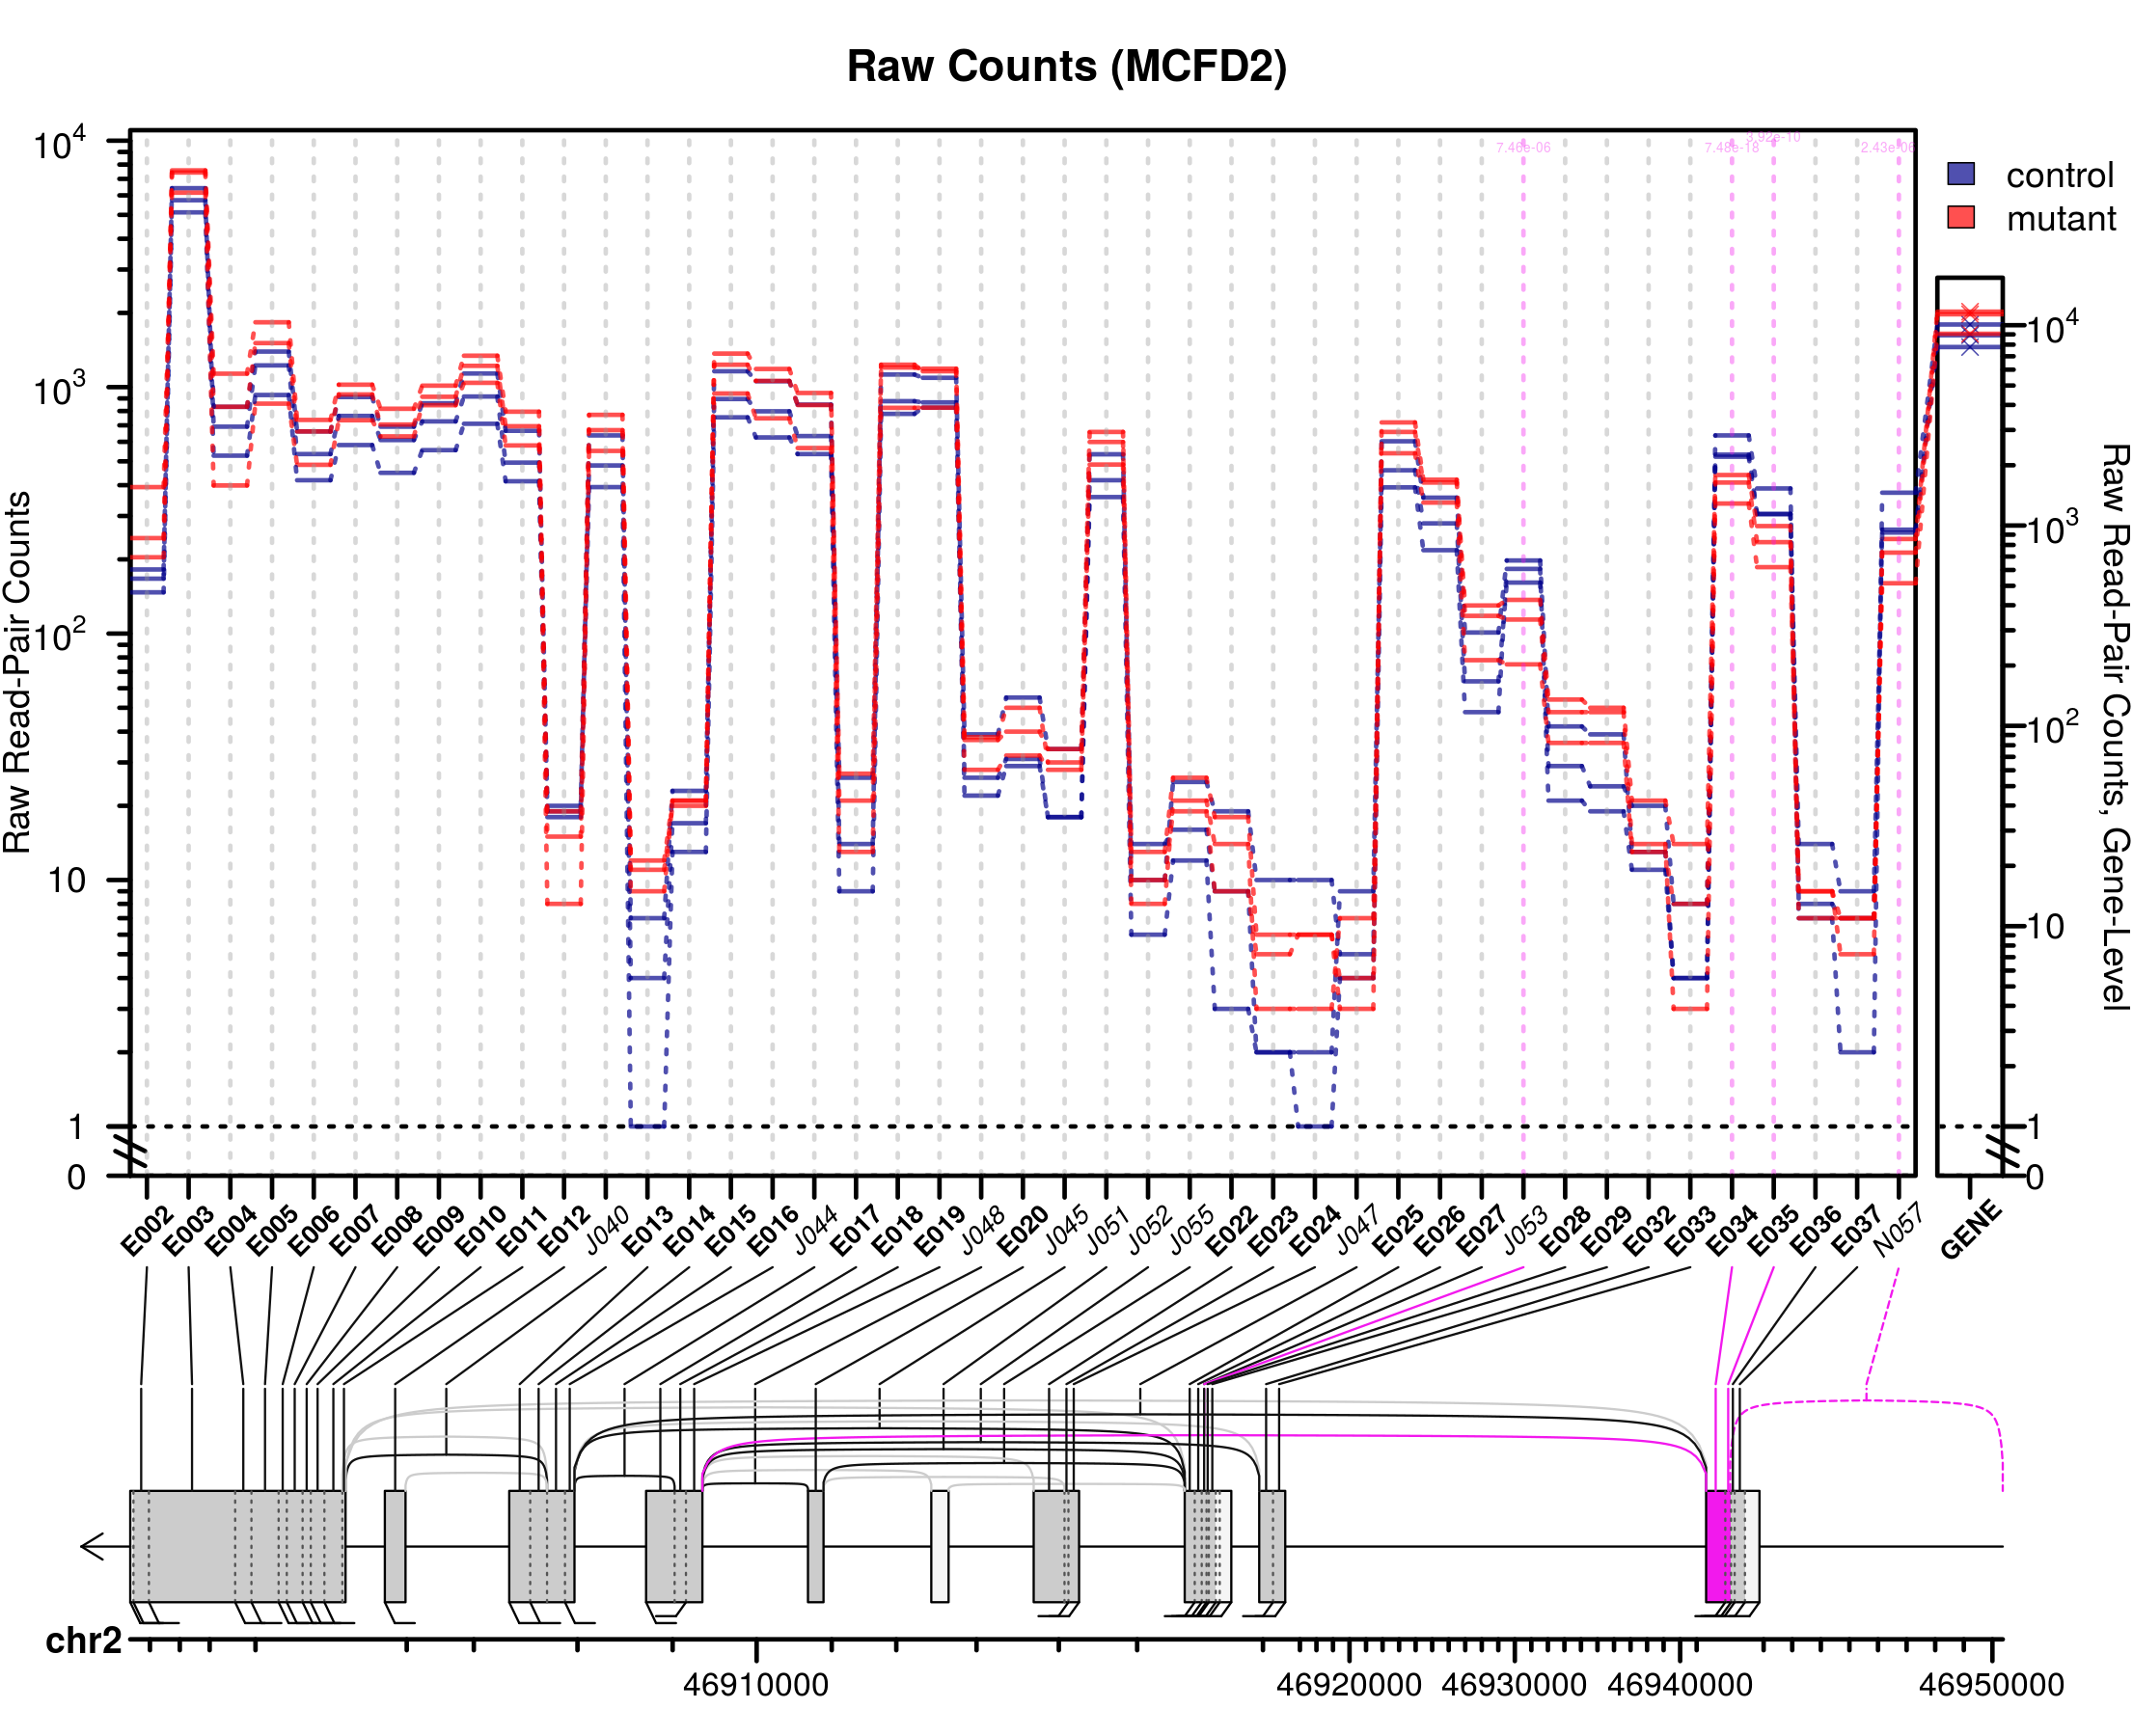 Raw Counts (MCFD2)
10^4
10^3
10^2
10
1
0
Raw Read-Pair Counts
7.46e-06
7.48e-18
3.92e-10
2.43e-06
control
mutant
10^4
10^3
10^2
10
1
0
Raw Read-Pair Counts, Gene-Level
E002 E003 E004 E005 E006 E007 E008 E009 E010 E011 E012 J040 E013 E014 E015 E016 J044 E017 E018 E019 J048 E020 J045 J051 J052 J055 E022 E023 E024 J047 E025 E026 E027 J053 E028 E029 E032 E033 E034 E035 E036 E037 N057 GENE
chr2
46910000 46920000 46930000 46940000 46950000